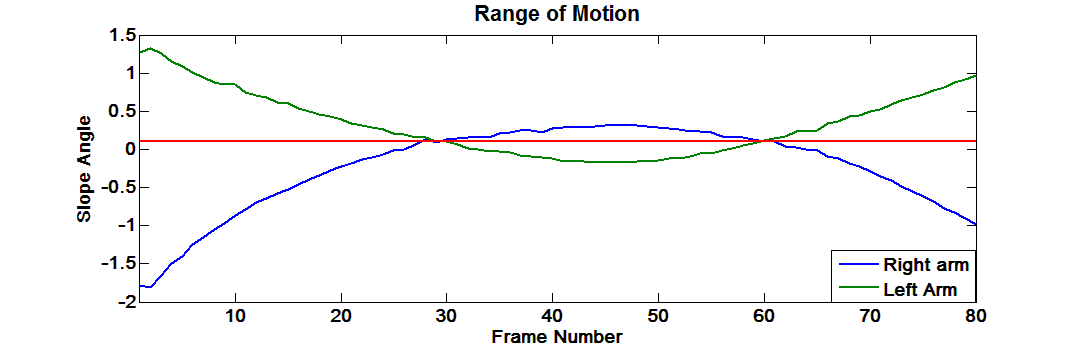 Range of Motion
1.5
1
0.5
0
-0.5
-1
-1.5
-2
Slope Angle
10 20 30 40 50 60 70 80
Frame Number
Right arm
Left Arm